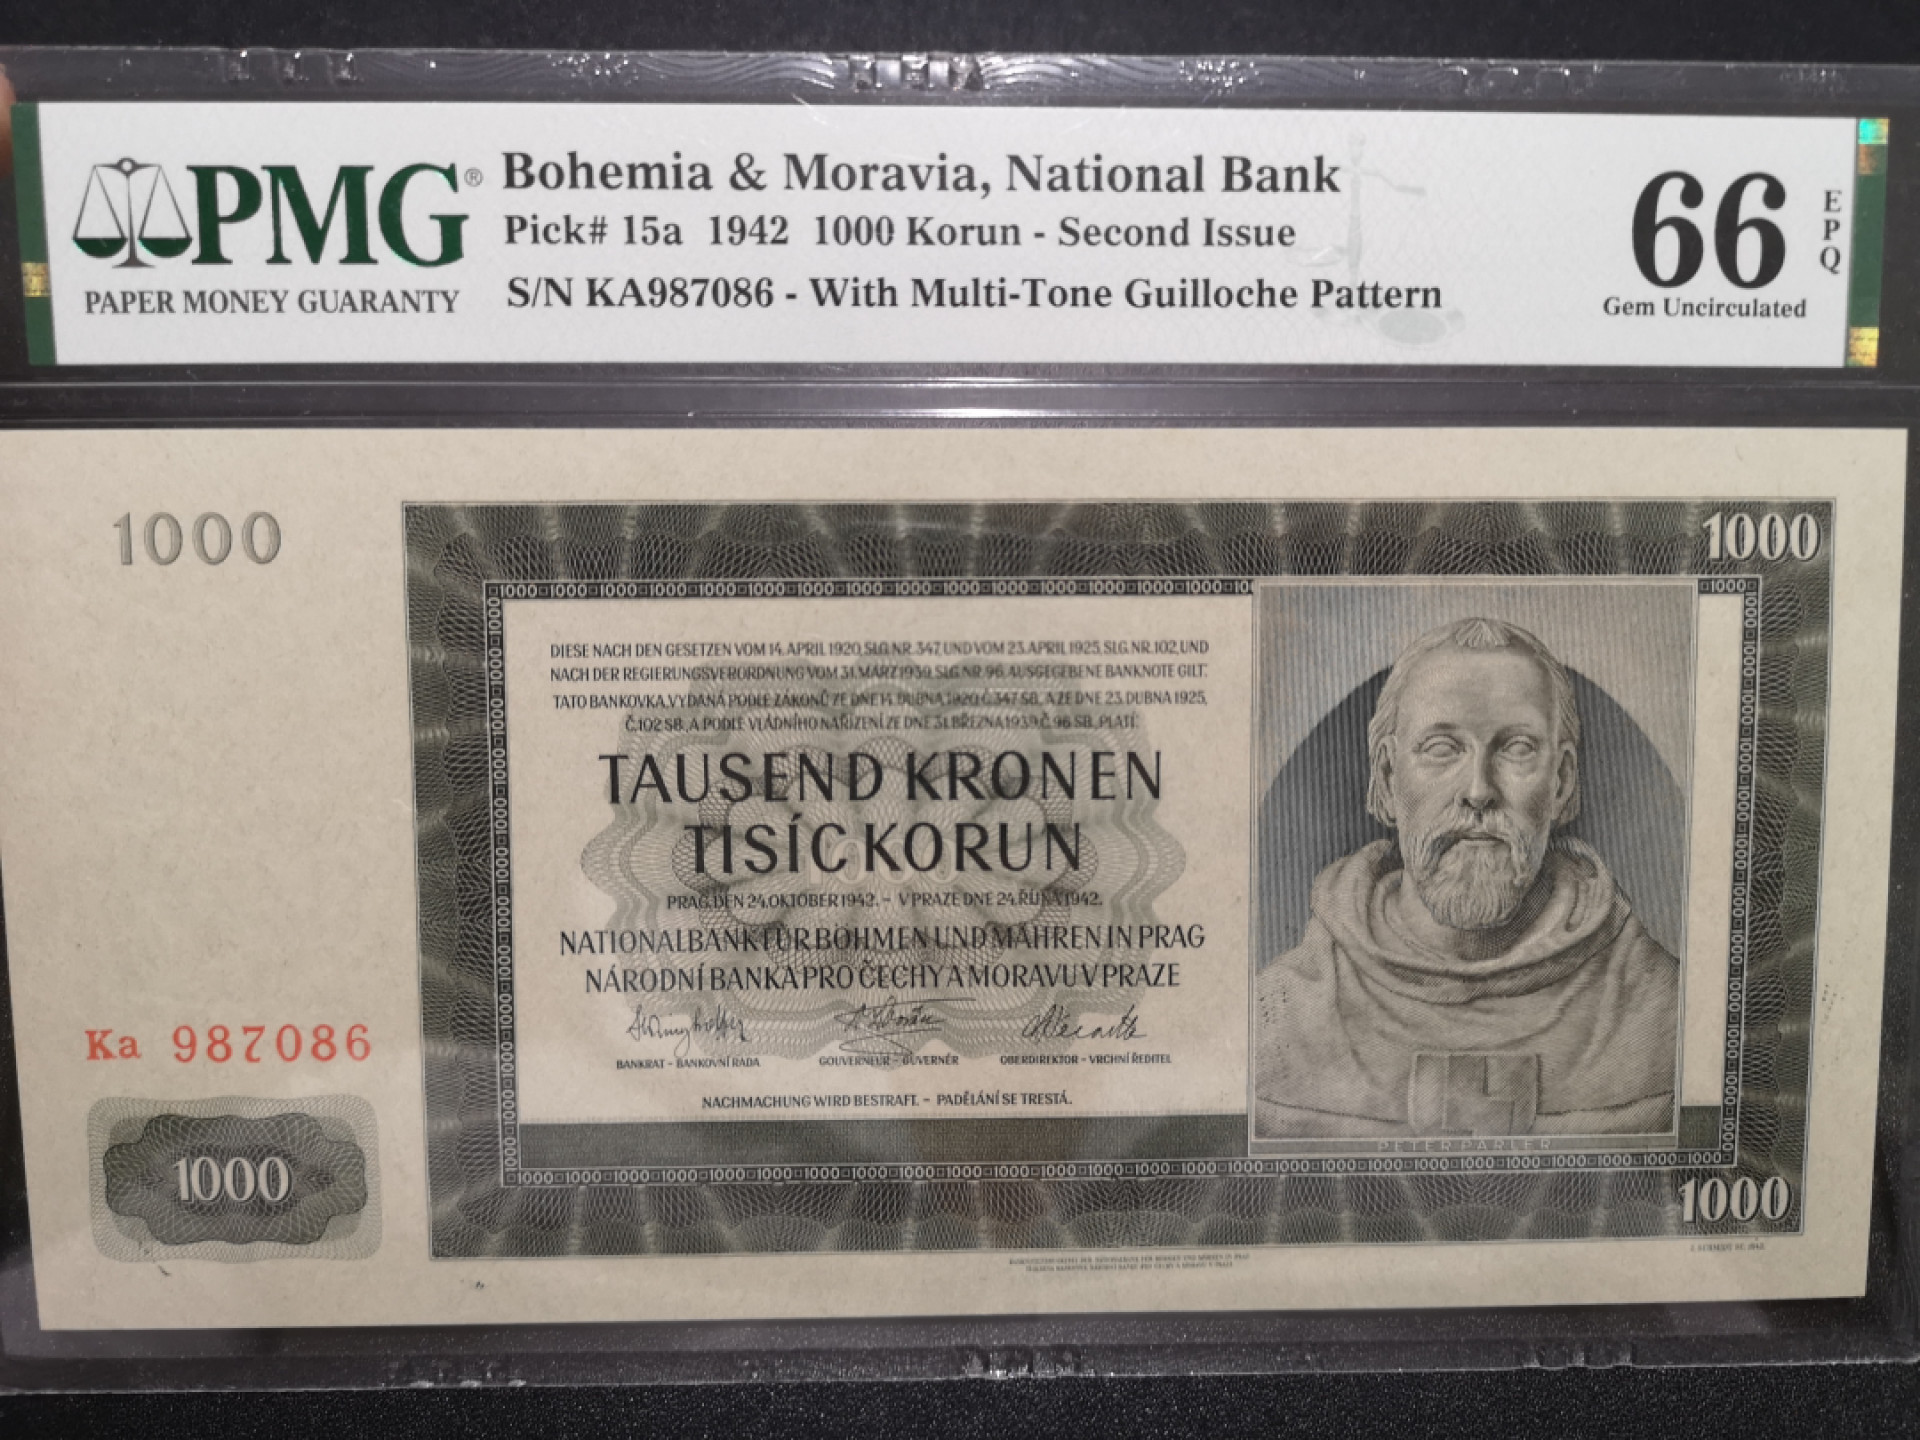 PMG®
PAPER MONEY GUARANTY
Bohemia & Moravia, National Bank
Pick# 15a 1942 1000 Korun - Second Issue
S/N KA987086 - With Multi-Tone Guilloche Pattern
66
EPQ
Gem Uncirculated
1000
1000
DIESE NACH DEN GESETZEN VOM 14. APRIL 1920, SLG. NR. 347, UND VOM 23. APRIL 1925, SLG. NR. 102, UND
NACH DER REGIERUNGSVERORDNUNG VOM 31. MÄRZ 1939, SLG. NR. 96, AUSGEGEBENE BANKNOTE GILT.
TATO BANKOVKA, VYDANÁ PODLE ZÁKONŮ ZE DNE 14. DUBNA 1920 Č. 347 SB., A ZE DNE 23. DUBNA 1925,
Č. 102 SB., A PODLE VLÁDNÍHO NAŘÍZENÍ ZE DNE 31. BŘEZNA 1939 Č. 96 SB., PLATÍ.
TAUSEND KRONEN
TISÍC KORUN
PRAG, DEN 24. OKTOBER 1942. - V PRAZE DNE 24. ŘÍJNA 1942.
NATIONALBANK FÜR BÖHMEN UND MÄHREN IN PRAG
NÁRODNÍ BANKA PRO ČECHY A MORAVU V PRAZE
BANKRAT - BANKOVNÍ RADA GOUVERNEUR - GUVERNÉR OBERDIREKTOR - VRCHNÍ ŘEDITEL
NACHMACHUNG WIRD BESTRAFT. - PADĚLÁNÍ SE TRESTÁ.
PETER PARLER
Ka 987086
1000
1000